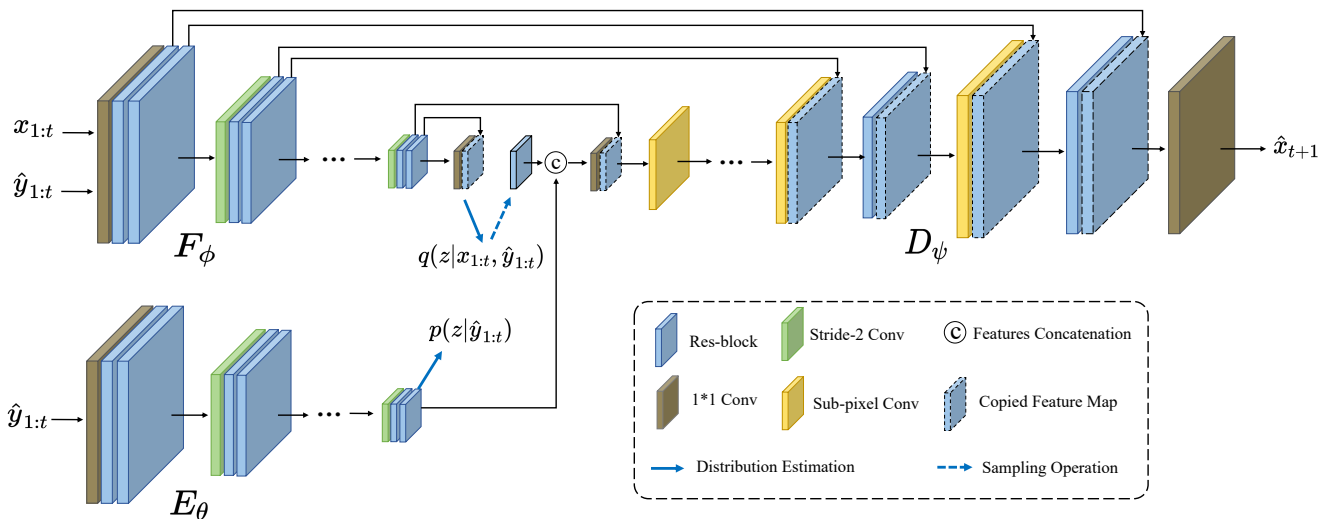 x_{1:t}
ŷ_{1:t}
F_ϕ
...
q(z|x_{1:t}, ŷ_{1:t})
c
...
D_ψ
x̂_{t+1}
ŷ_{1:t}
E_θ
...
p(z|ŷ_{1:t})
Res-block
Stride-2 Conv
c Features Concatenation
1*1 Conv
Sub-pixel Conv
Copied Feature Map
Distribution Estimation
Sampling Operation